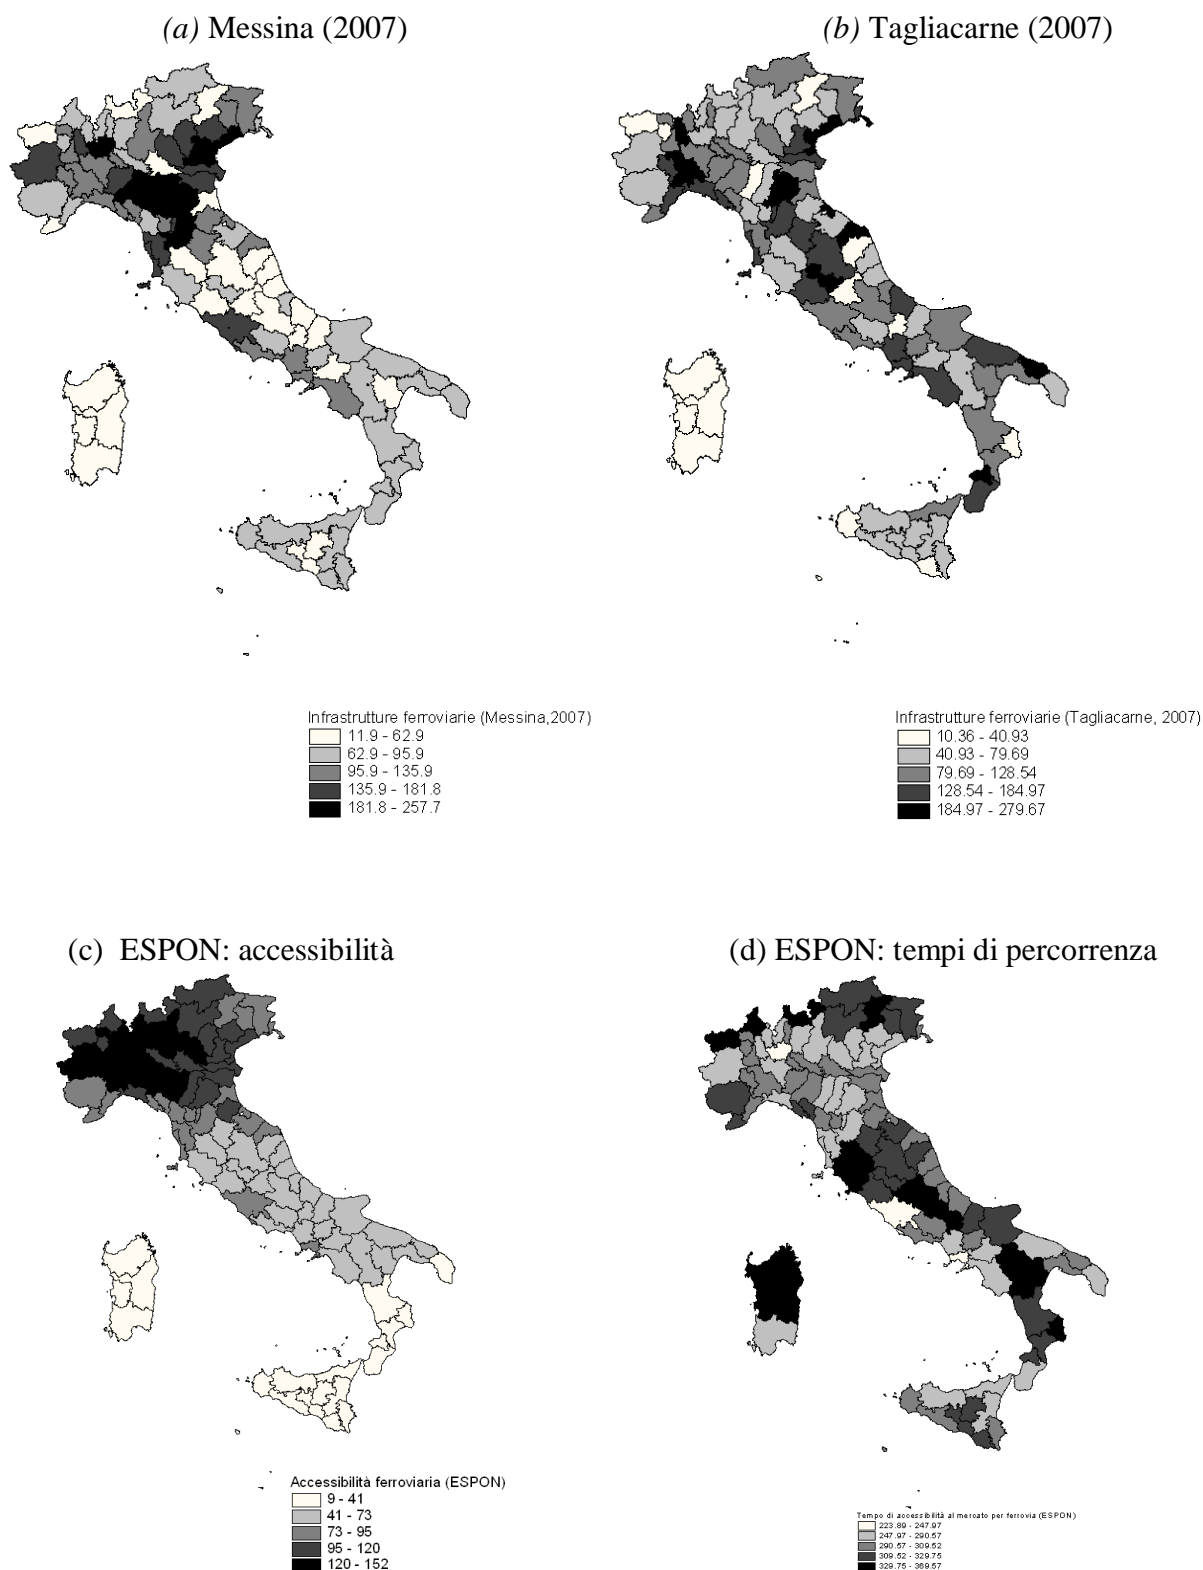 (a) Messina (2007)
(b) Tagliacarne (2007)
Infrastrutture ferroviarie (Messina,2007)
11.9 - 62.9
62.9 - 95.9
95.9 - 135.9
135.9 - 181.8
181.8 - 257.7
Infrastrutture ferroviarie (Tagliacarne, 2007)
10.36 - 40.93
40.93 - 79.69
79.69 - 128.54
128.54 - 184.97
184.97 - 279.67
(c) ESPON: accessibilità
(d) ESPON: tempi di percorrenza
Accessibilità ferroviaria (ESPON)
9 - 41
41 - 73
73 - 95
95 - 120
120 - 152
Tempo di accessibilità al mercato per ferrovia (ESPON)
223.89 - 247.97
247.97 - 290.57
290.57 - 309.52
309.52 - 329.75
329.75 - 369.57